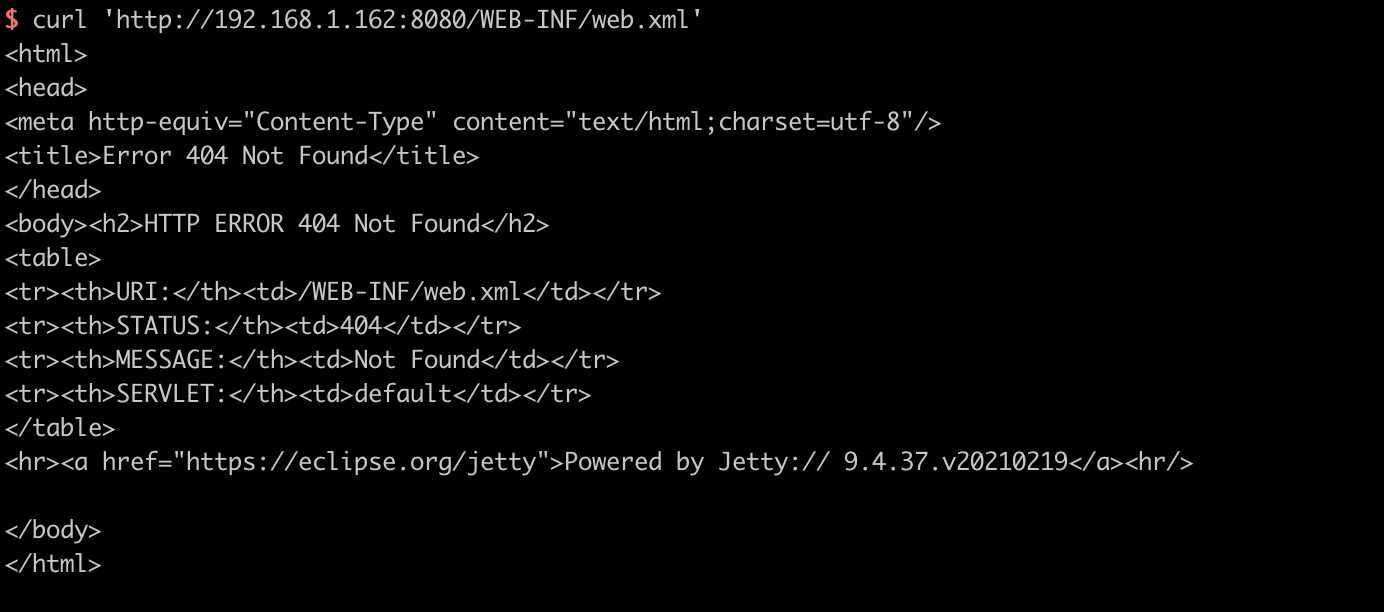 $ curl 'http://192.168.1.162:8080/WEB-INF/web.xml'
<html>
<head>
<meta http-equiv="Content-Type" content="text/html;charset=utf-8"/>
<title>Error 404 Not Found</title>
</head>
<body><h2>HTTP ERROR 404 Not Found</h2>
<table>
<tr><th>URI:</th><td>/WEB-INF/web.xml</td></tr>
<tr><th>STATUS:</th><td>404</td></tr>
<tr><th>MESSAGE:</th><td>Not Found</td></tr>
<tr><th>SERVLET:</th><td>default</td></tr>
</table>
<hr><a href="https://eclipse.org/jetty">Powered by Jetty:// 9.4.37.v20210219</a><hr/>

</body>
</html>